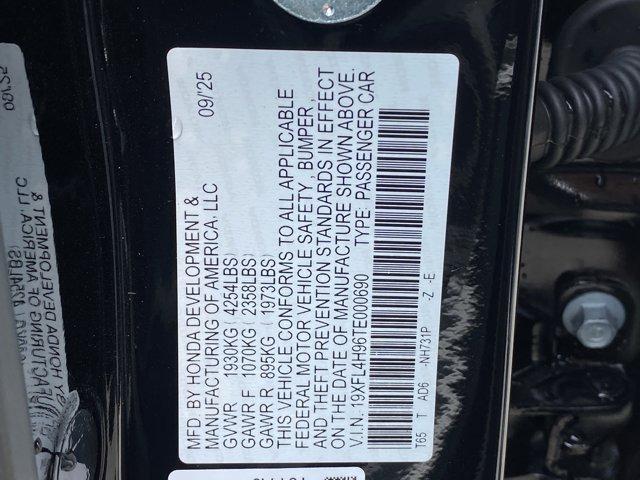 MFD BY HONDA DEVELOPMENT &
MANUFACTURING OF AMERICA, LLC 09/25
GVWR 1930KG ( 4254LBS)
GAWR F 1070KG ( 2358LBS)
GAWR R 895KG ( 1973LBS)
THIS VEHICLE CONFORMS TO ALL APPLICABLE
FEDERAL MOTOR VEHICLE SAFETY, BUMPER,
AND THEFT PREVENTION STANDARDS IN EFFECT
ON THE DATE OF MANUFACTURE SHOWN ABOVE.
V.I.N: 19XFL4H96TE000690 TYPE: PASSENGER CAR
T65 T AD6 -NH731P -Z -E